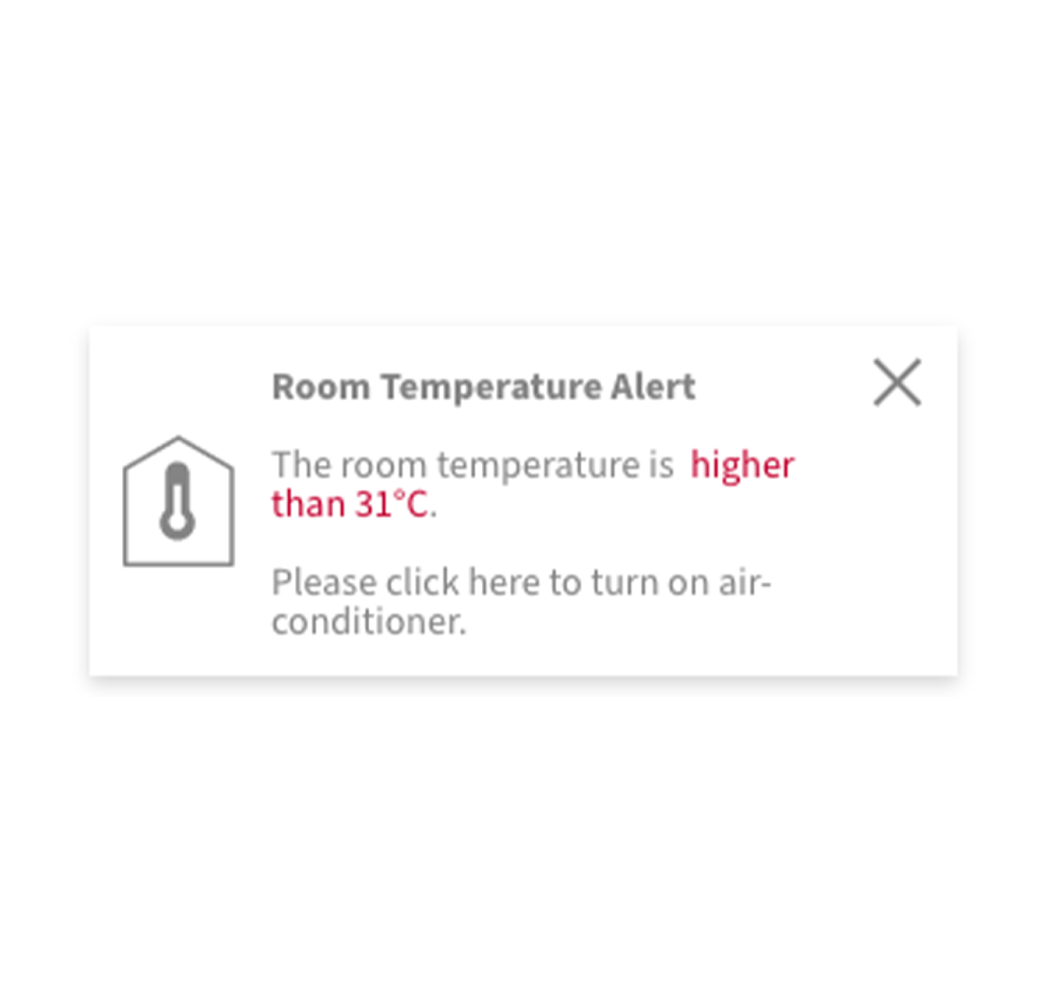 Room Temperature Alert
The room temperature is higher
than 31°C.
Please click here to turn on air-
conditioner.